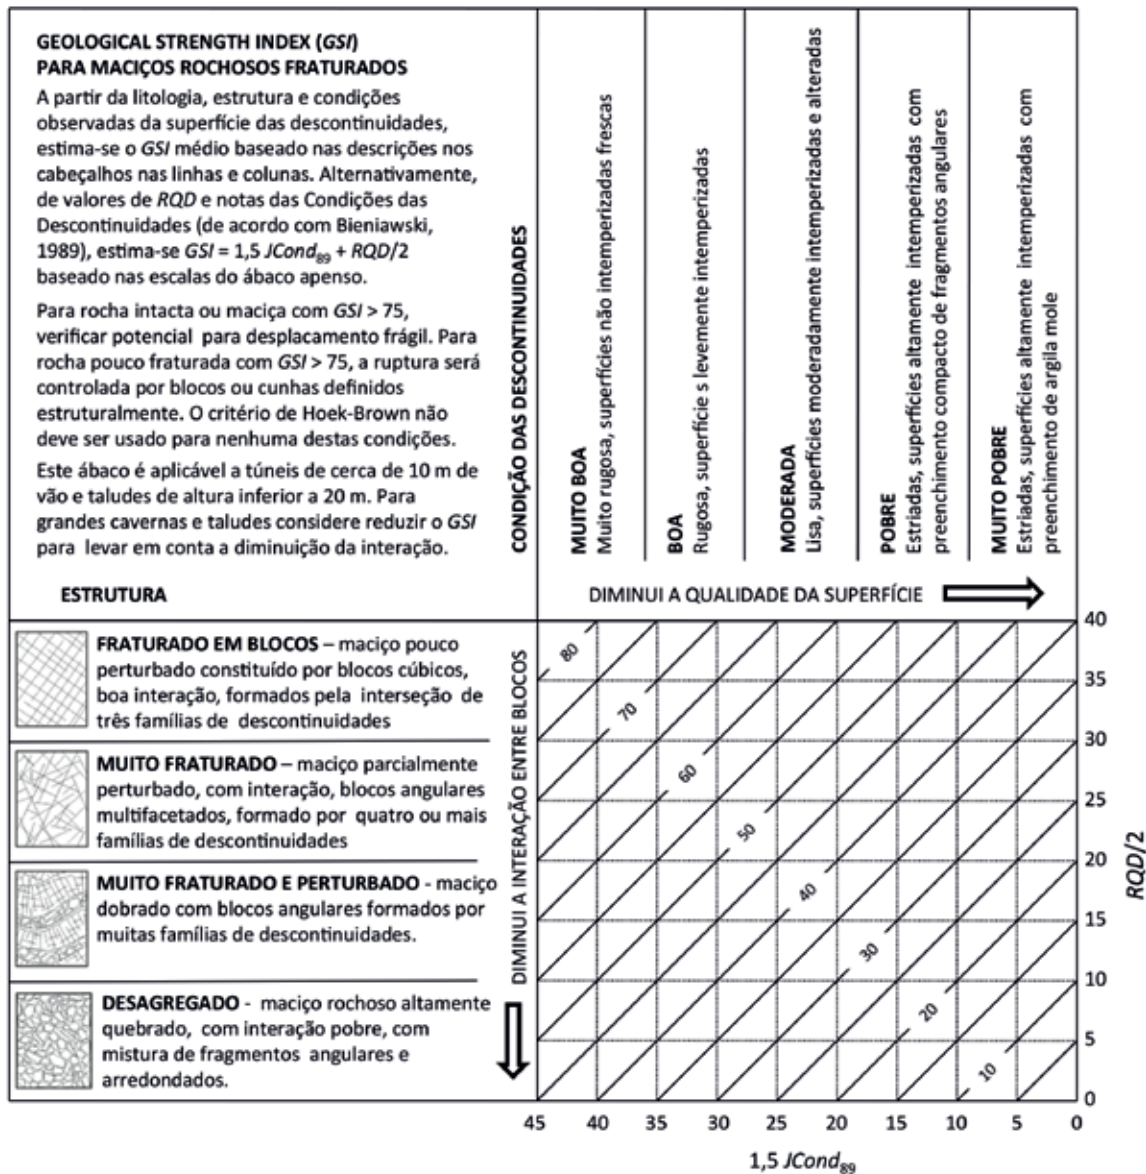 GEOLOGICAL STRENGTH INDEX (GSI)
PARA MACIÇOS ROCHOSOS FRATURADOS
A partir da litologia, estrutura e condições
observadas da superfície das descontinuidades,
estima-se o GSI médio baseado nas descrições nos
cabeçalhos nas linhas e colunas. Alternativamente,
de valores de RQD e notas das Condições das
Descontinuidades (de acordo com Bieniawski,
1989), estima-se GSI = 1,5 JCond₈₉ + RQD/2
baseado nas escalas do ábaco apenso.
Para rocha intacta ou maciça com GSI > 75,
verificar potencial para desplacamento frágil. Para
rocha pouco fraturada com GSI > 75, a ruptura será
controlada por blocos ou cunhas definidos
estruturalmente. O critério de Hoek-Brown não
deve ser usado para nenhuma destas condições.
Este ábaco é aplicável a túneis de cerca de 10 m de
vão e taludes de altura inferior a 20 m. Para
grandes cavernas e taludes considere reduzir o GSI
para levar em conta a diminuição da interação.
ESTRUTURA
CONDIÇÃO DAS DESCONTINUIDADES
MUITO BOA
Muito rugosa, superfícies não intemperizadas frescas
BOA
Rugosa, superfície s levemente intemperizadas
MODERADA
Lisa, superfícies moderadamente intemperizadas e alteradas
POBRE
Estriadas, superfícies altamente intemperizadas com
preenchimento compacto de fragmentos angulares
MUITO POBRE
Estriadas, superfícies altamente intemperizadas com
preenchimento de argila mole
DIMINUI A QUALIDADE DA SUPERFÍCIE
FRATURADO EM BLOCOS – maciço pouco
perturbado constituído por blocos cúbicos,
boa interação, formados pela interseção de
três famílias de descontinuidades
MUITO FRATURADO – maciço parcialmente
perturbado, com interação, blocos angulares
multifacetados, formado por quatro ou mais
famílias de descontinuidades
MUITO FRATURADO E PERTURBADO - maciço
dobrado com blocos angulares formados por
muitas famílias de descontinuidades.
DESAGREGADO - maciço rochoso altamente
quebrado, com interação pobre, com
mistura de fragmentos angulares e
arredondados.
DIMINUI A INTERAÇÃO ENTRE BLOCOS
80
70
60
50
40
30
20
10
40
35
30
25
20
15
10
5
0
RQD/2
45 40 35 30 25 20 15 10 5 0
1,5 JCond₈₉